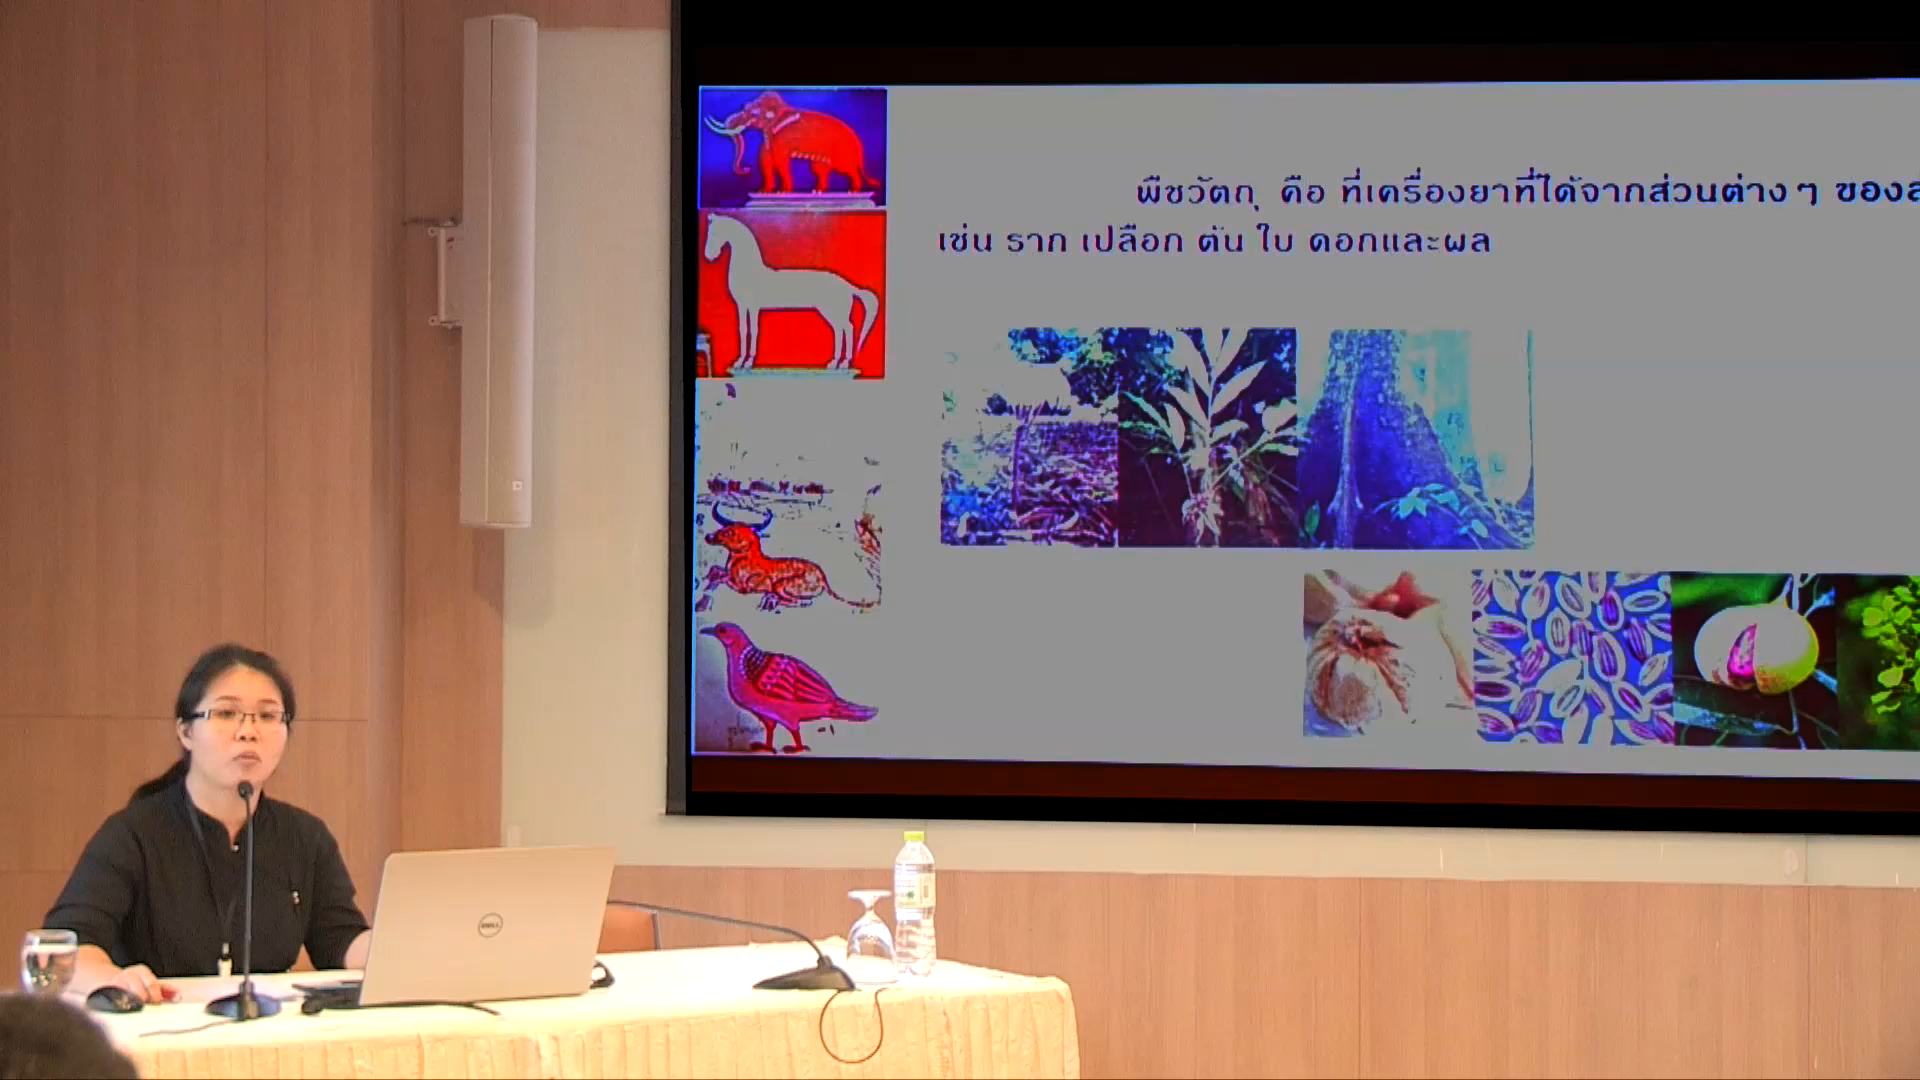 พืชวัตถุ คือ ที่เครื่องยาที่ได้จากส่วนต่างๆ ของส
เช่น ราก เปลือก ต้น ใบ ดอกและผล
DELL